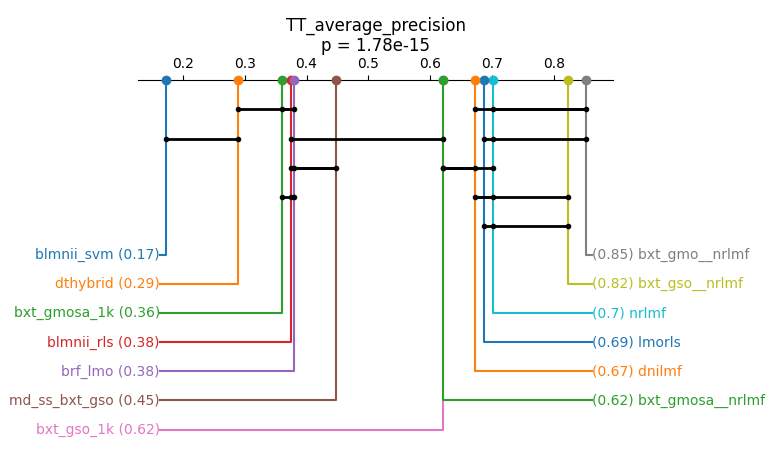 TT_average_precision
p = 1.78e-15
0.2 0.3 0.4 0.5 0.6 0.7 0.8
blmnii_svm (0.17) (0.85) bxt_gmo__nrlmf
dthybrid (0.29) (0.82) bxt_gso__nrlmf
bxt_gmosa_1k (0.36) (0.7) nrlmf
blmnii_rls (0.38) (0.69) lmorls
brf_lmo (0.38) (0.67) dnilmf
md_ss_bxt_gso (0.45) (0.62) bxt_gmosa__nrlmf
bxt_gso_1k (0.62)